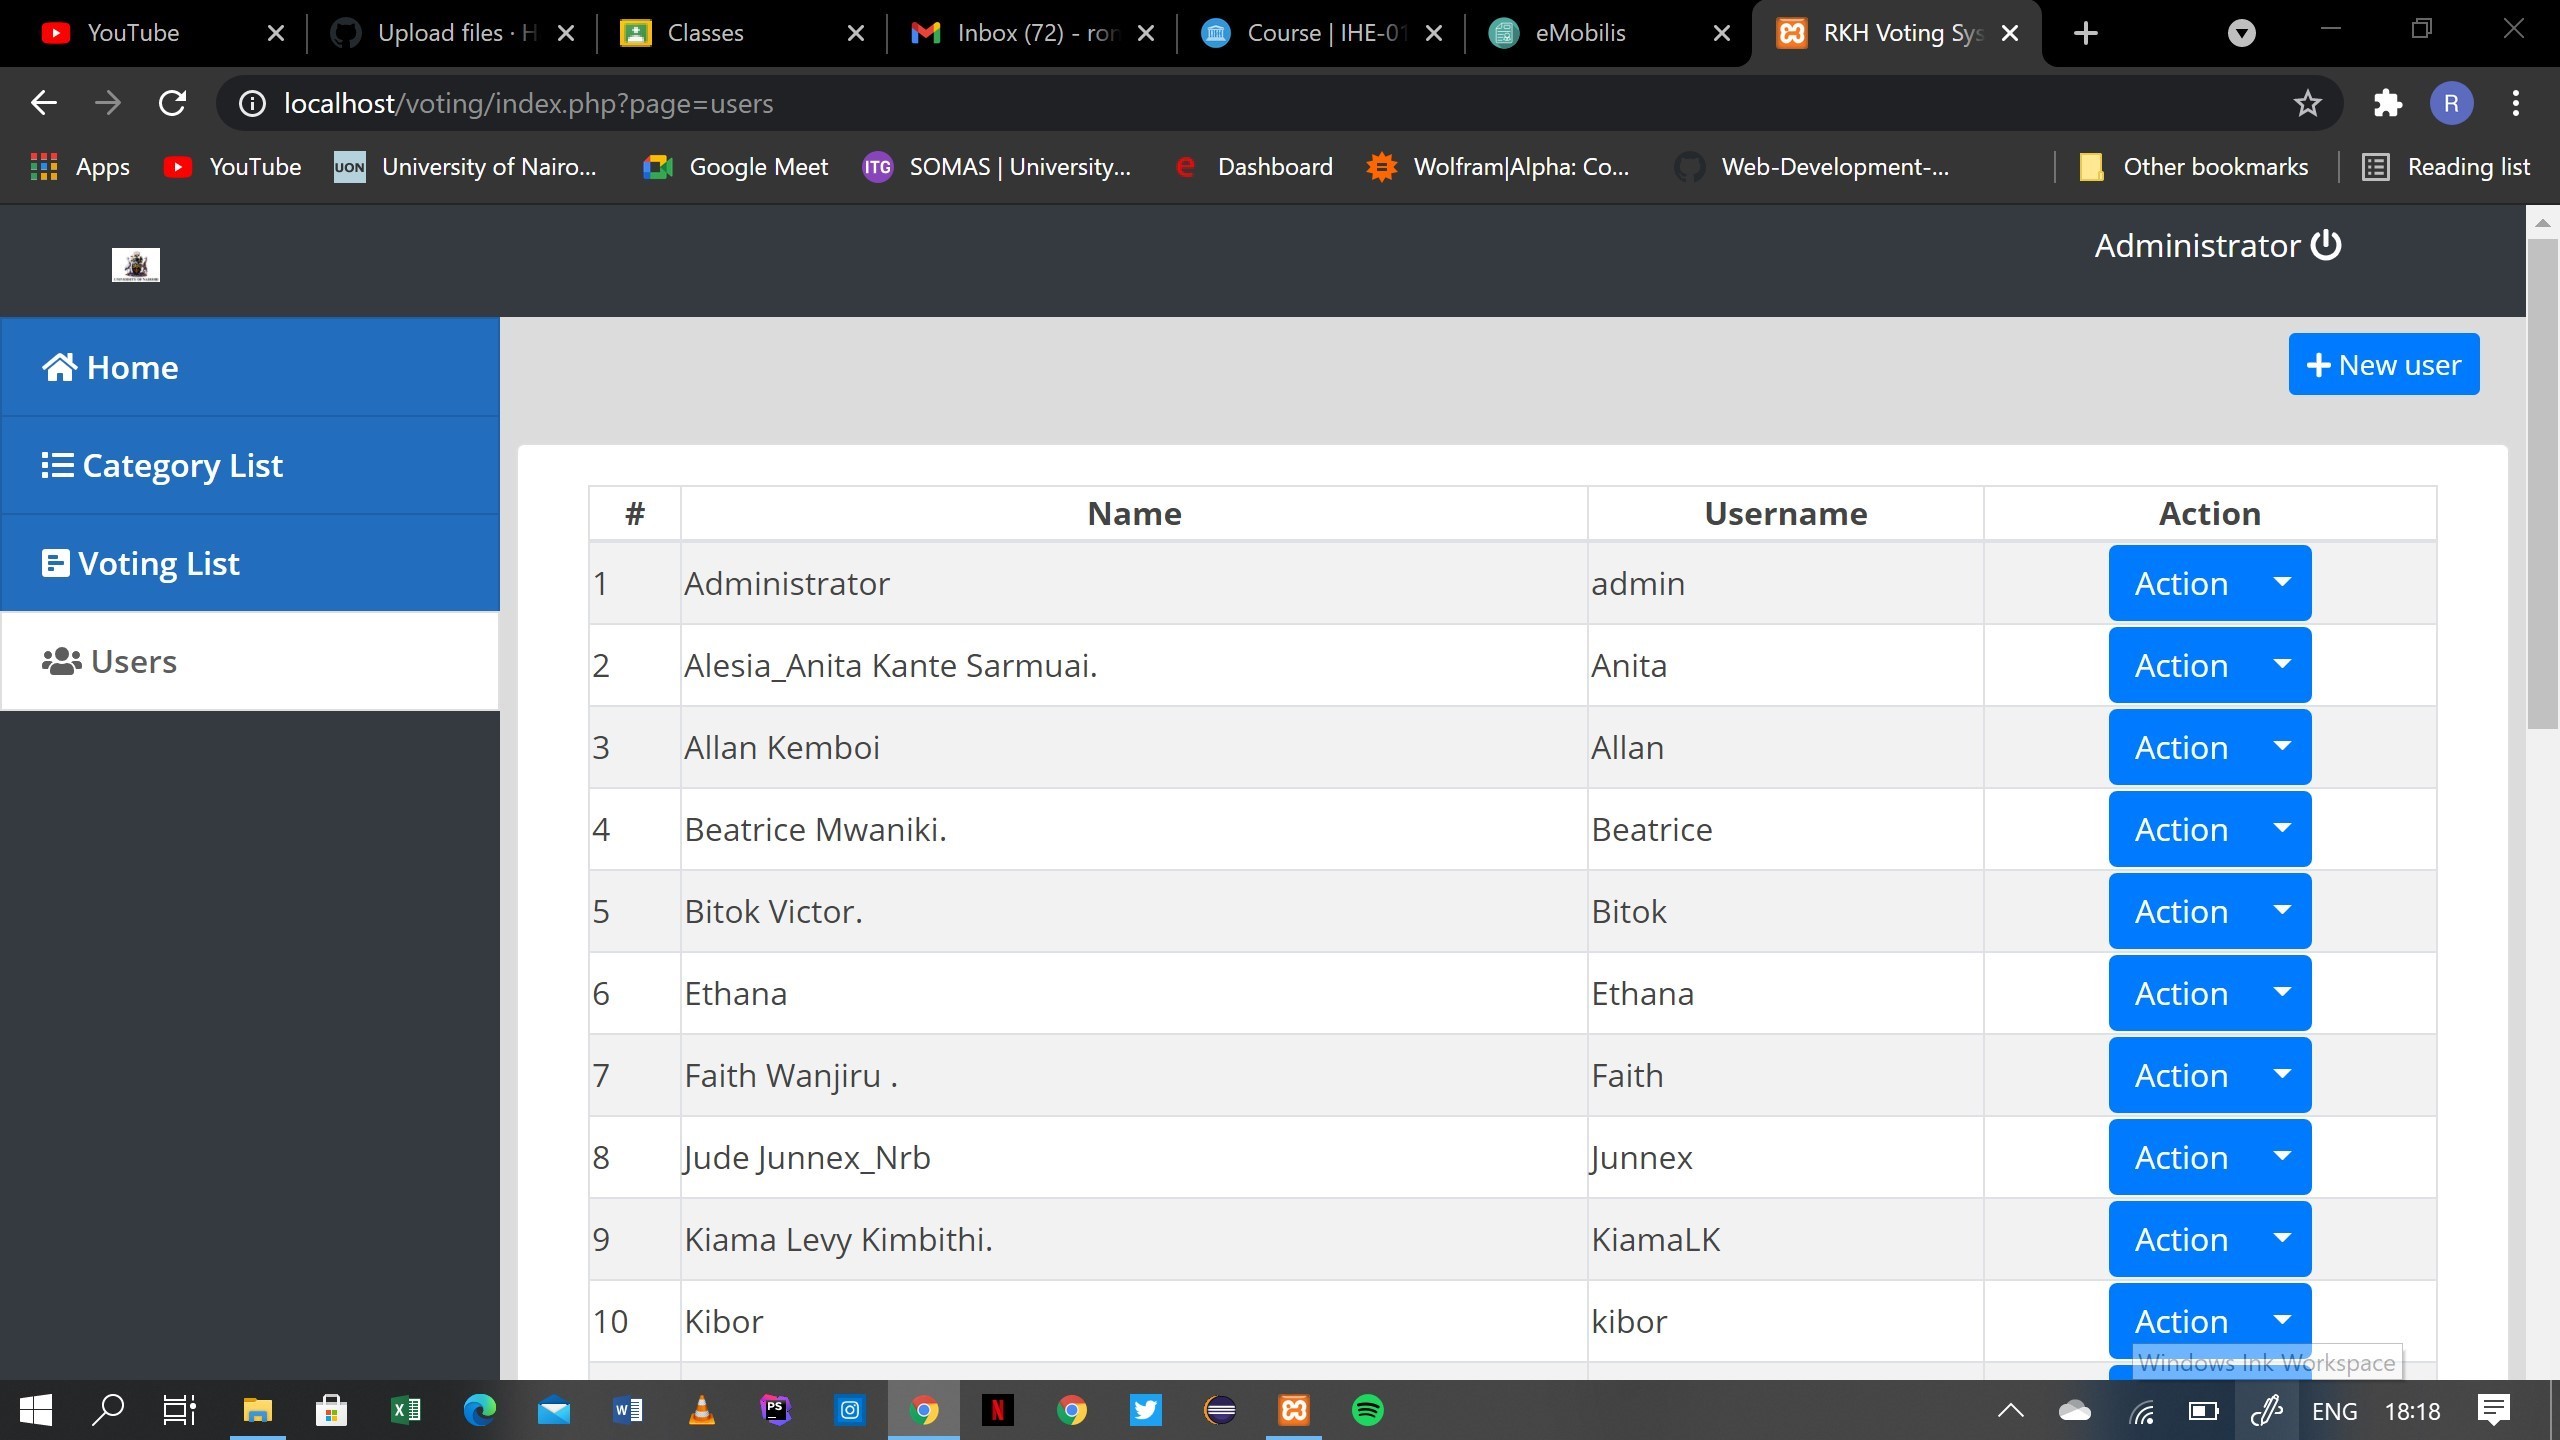 YouTube
Upload files · H
Classes
Inbox (72) - ron
Course | IHE-01
eMobilis
RKH Voting Sys
localhost/voting/index.php?page=users
R
Apps
YouTube
UON
University of Nairo...
Google Meet
ITG
SOMAS | University...
Dashboard
Wolfram|Alpha: Co...
Web-Development-...
Other bookmarks
Reading list
Administrator
Home
Category List
Voting List
Users
New user
# Name Username Action
1 Administrator admin Action
2 Alesia_Anita Kante Sarmuai. Anita Action
3 Allan Kemboi Allan Action
4 Beatrice Mwaniki. Beatrice Action
5 Bitok Victor. Bitok Action
6 Ethana Ethana Action
7 Faith Wanjiru . Faith Action
8 Jude Junnex_Nrb Junnex Action
9 Kiama Levy Kimbithi. KiamaLK Action
10 Kibor kibor Action
Windows Ink Workspace
ENG
18:18